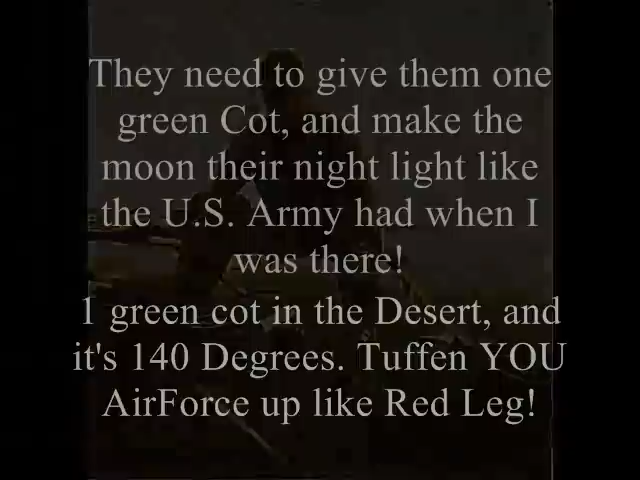 They need to give them one
green Cot, and make the
moon their night light like
the U.S. Army had when I
was there!
1 green cot in the Desert, and
it's 140 Degrees. Tuffen YOU
AirForce up like Red Leg!